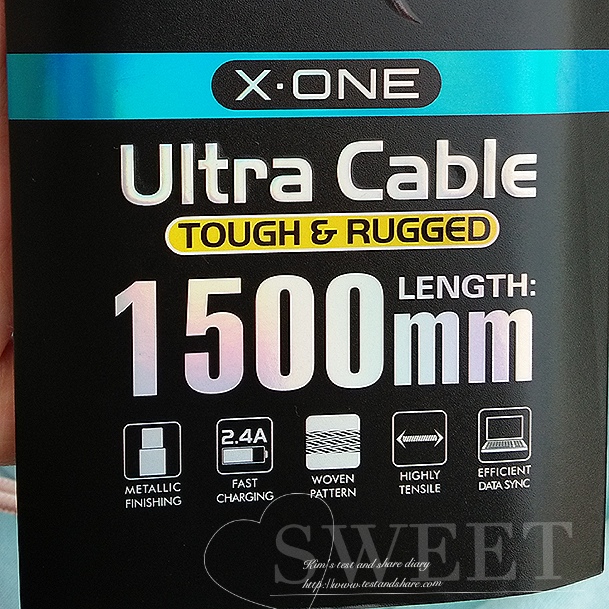 X·ONE
Ultra Cable
TOUGH & RUGGED
LENGTH:
1500mm
2.4A
METALLIC FINISHING
FAST CHARGING
WOVEN PATTERN
HIGHLY TENSILE
EFFICIENT DATA SYNC
SWEET
Kim's test and share diary
http://www.testandshare.com